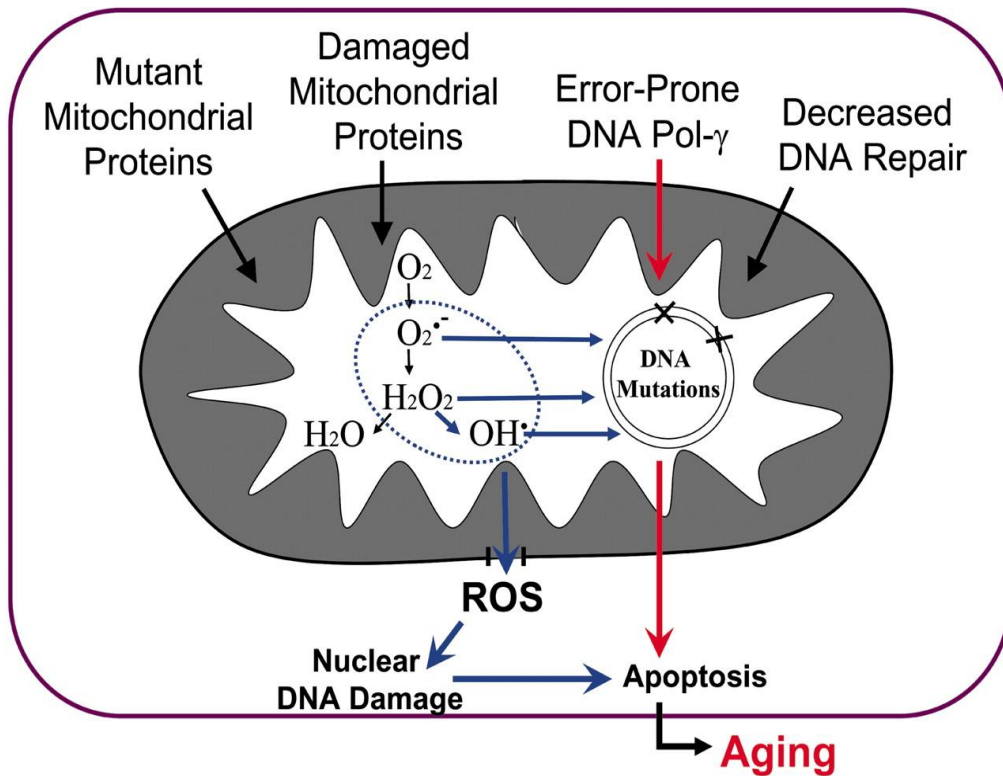 Mutant
Mitochondrial
Proteins
Damaged
Mitochondrial
Proteins
Error-Prone
DNA Pol-γ
Decreased
DNA Repair
O₂
O₂•-
H₂O₂
H₂O
OH•
DNA
Mutations
ROS
Nuclear
DNA Damage
Apoptosis
Aging